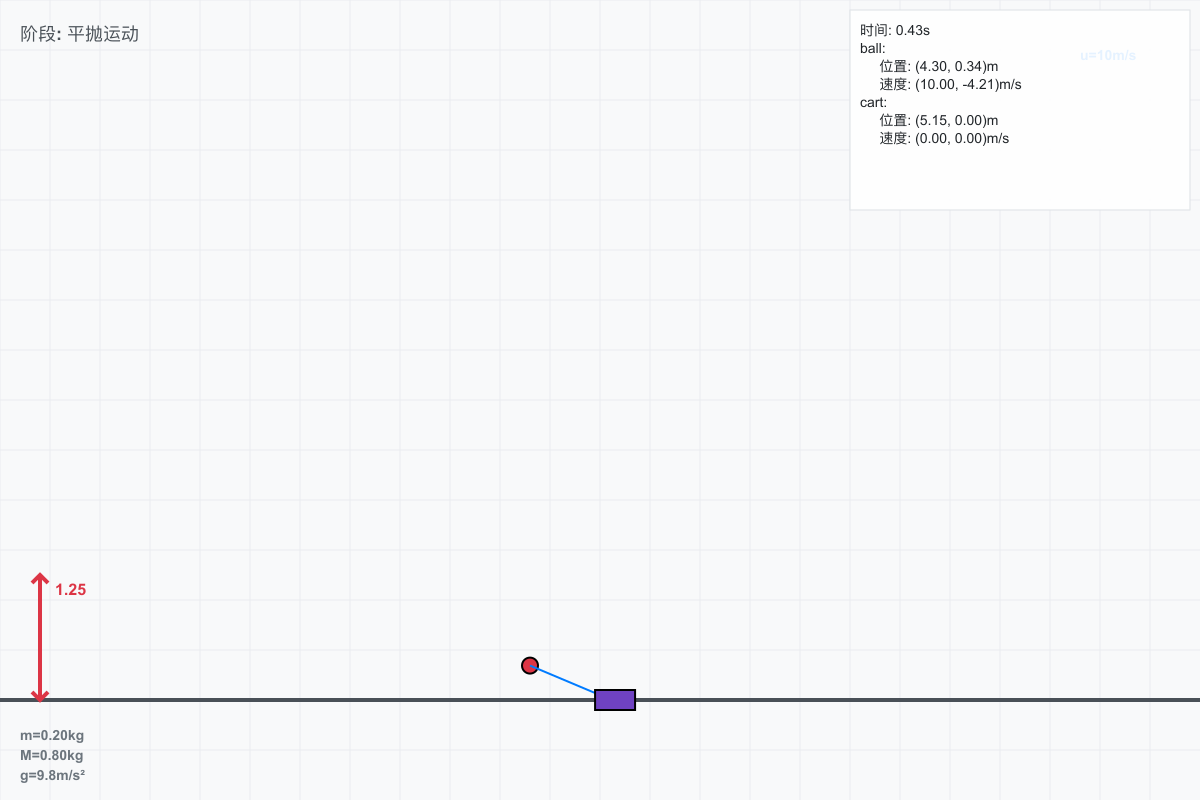 阶段: 平抛运动
时间: 0.43s
ball:
位置: (4.30, 0.34)m
速度: (10.00, -4.21)m/s
cart:
位置: (5.15, 0.00)m
速度: (0.00, 0.00)m/s
u=10m/s
1.25
m=0.20kg
M=0.80kg
g=9.8m/s²